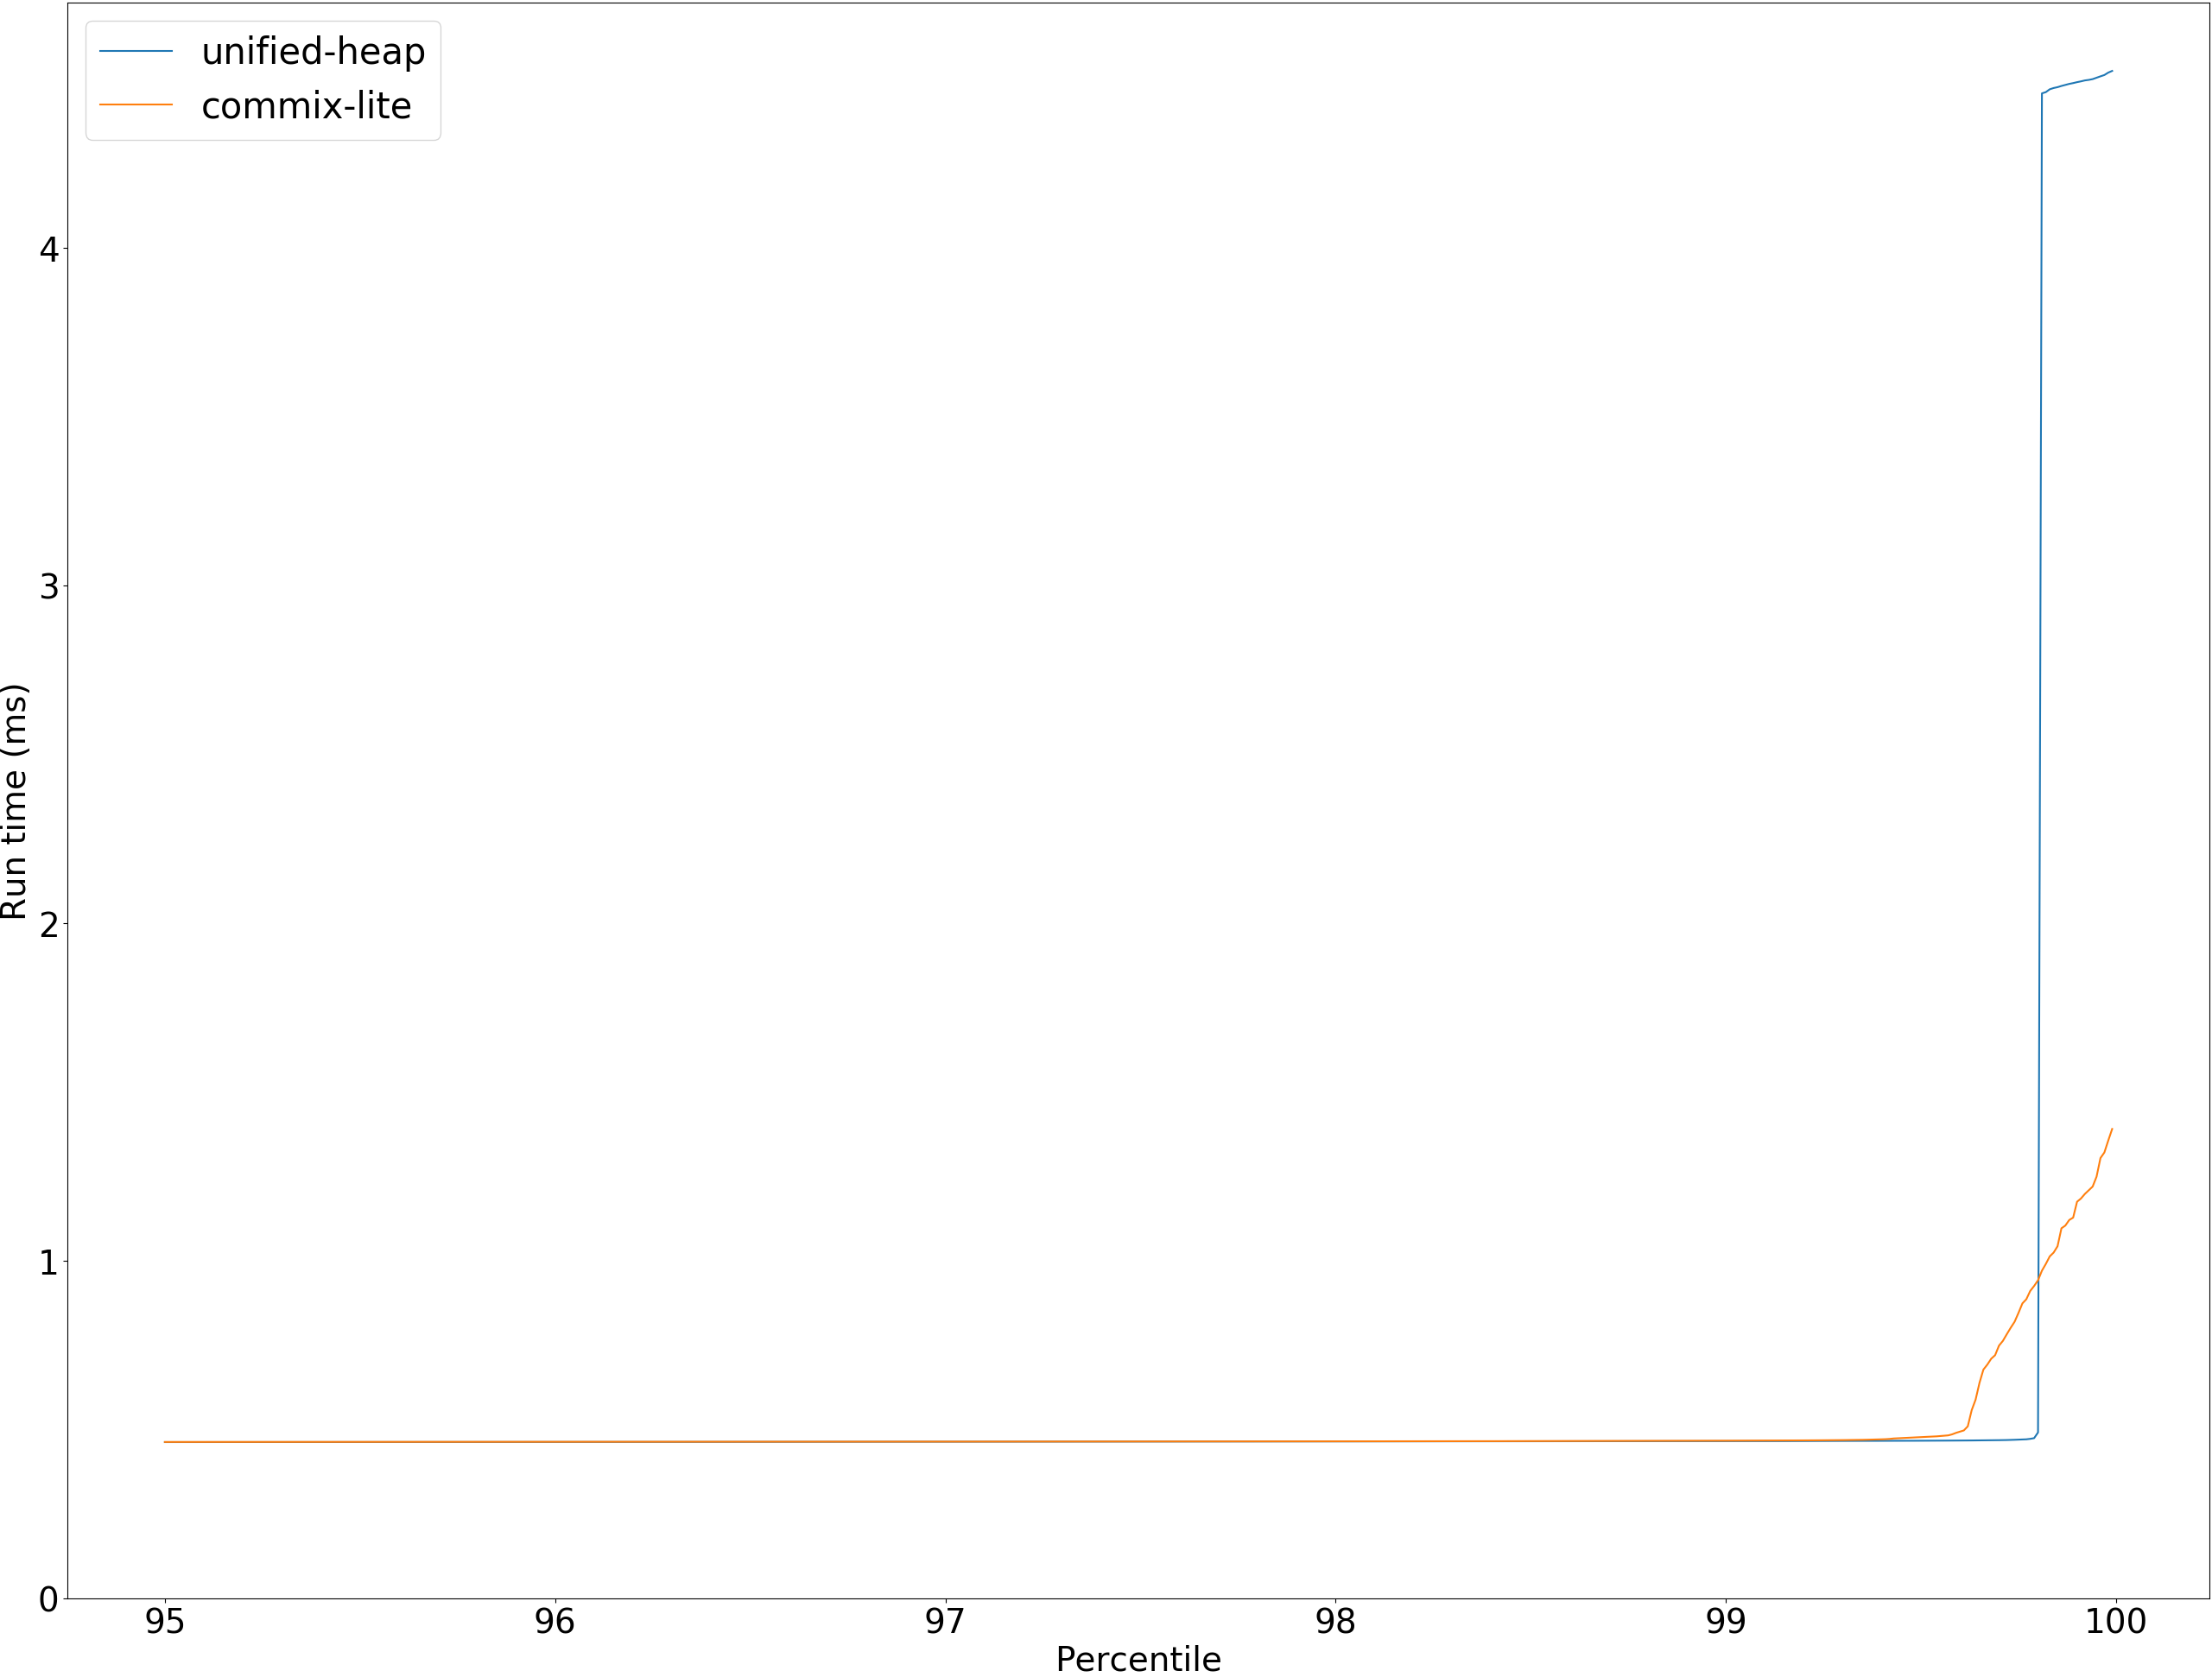 unified-heap
commix-lite
4
3
2
1
0
Run time (ms)
95 96 97 98 99 100
Percentile